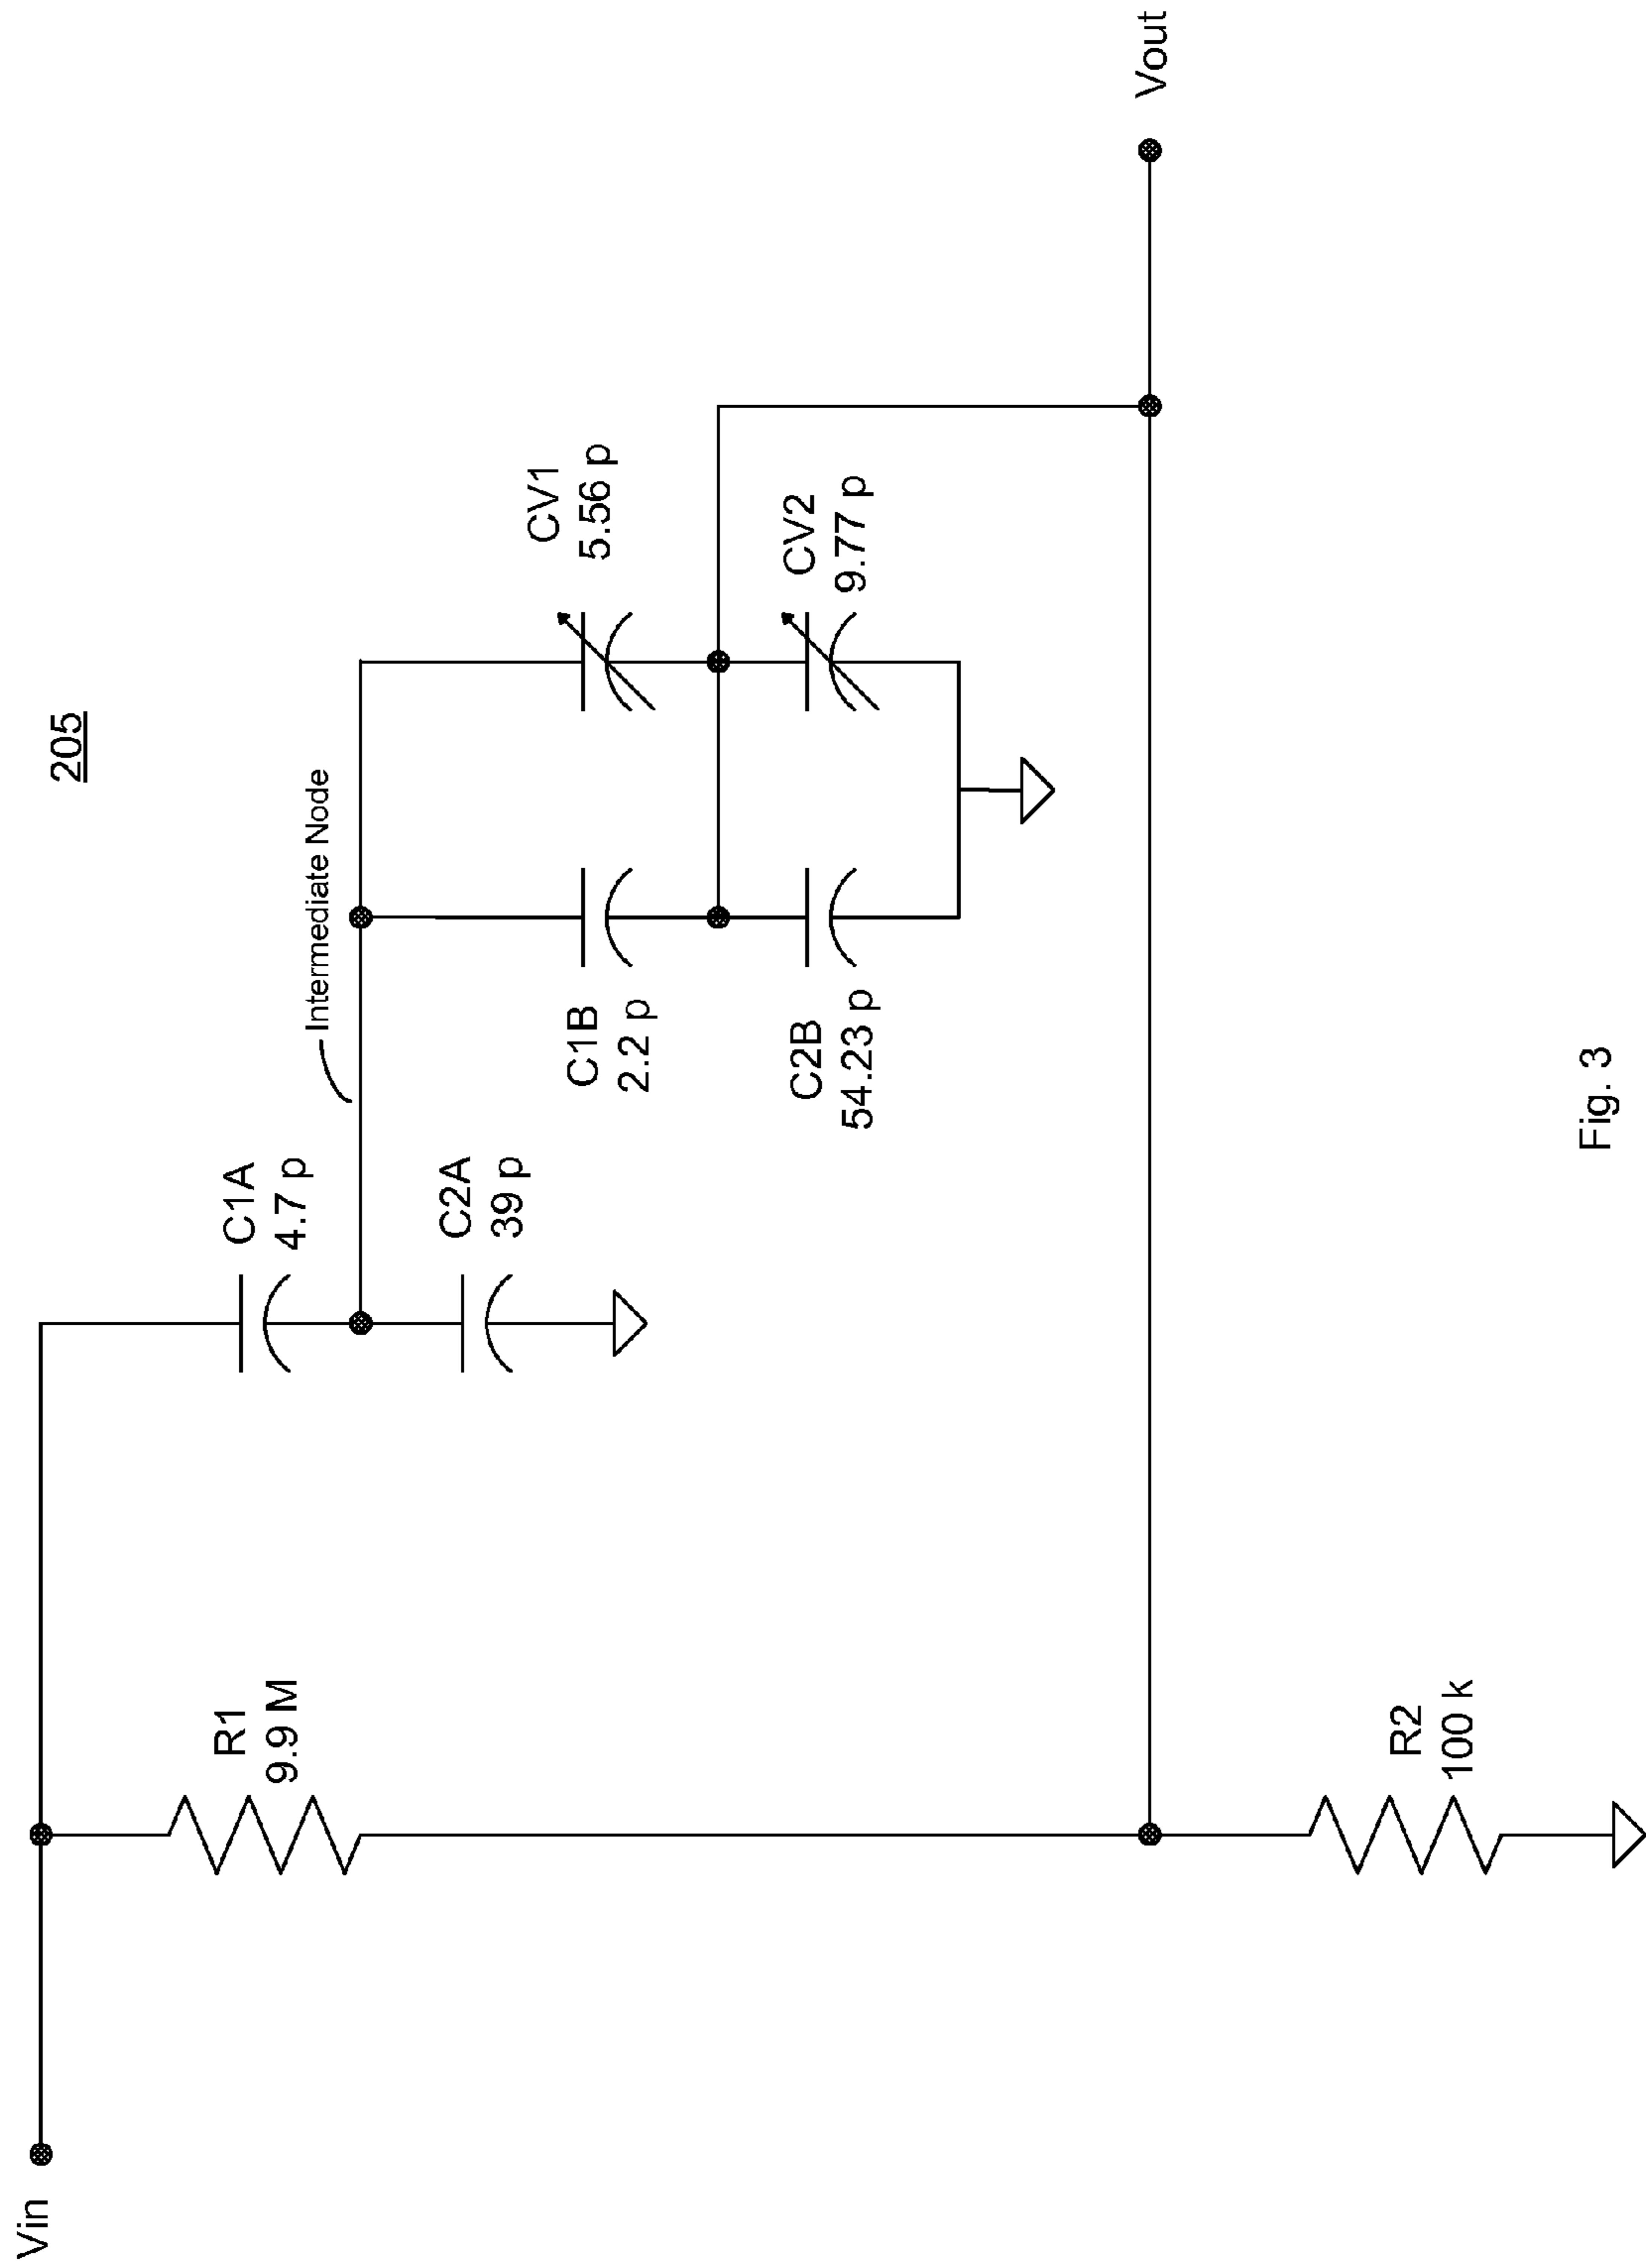 205
Vin
R1
9.9 M
C1A
4.7 p
Intermediate Node
C2A
39 p
C1B
2.2 p
CV1
5.56 p
C2B
54.23 p
CV2
9.77 p
Vout
R2
100 k
Fig. 3